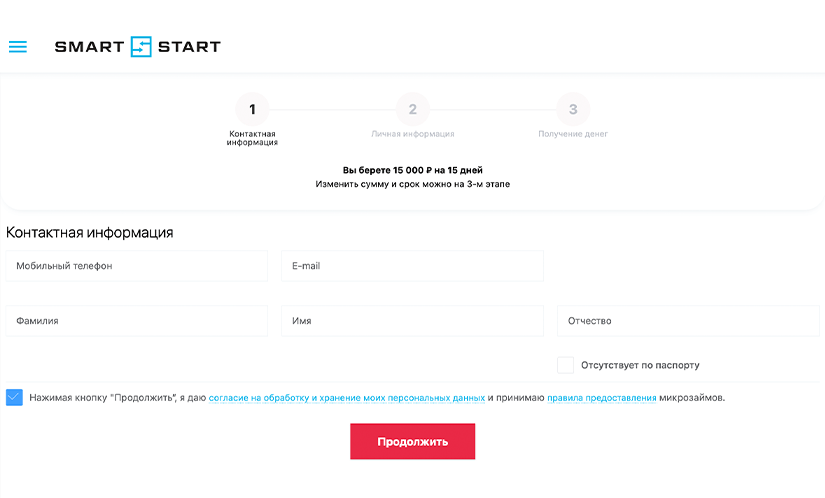 SMART START
1
2
3
Контактная
информация
Личная информация
Получение денег
Вы берете 15 000 ₽ на 15 дней
Изменить сумму и срок можно на 3-м этапе
Контактная информация
Мобильный телефон
E-mail
Фамилия
Имя
Отчество
Отсутствует по паспорту
Нажимая кнопку "Продолжить", я даю согласие на обработку и хранение моих персональных данных и принимаю правила предоставления микрозаймов.
Продолжить